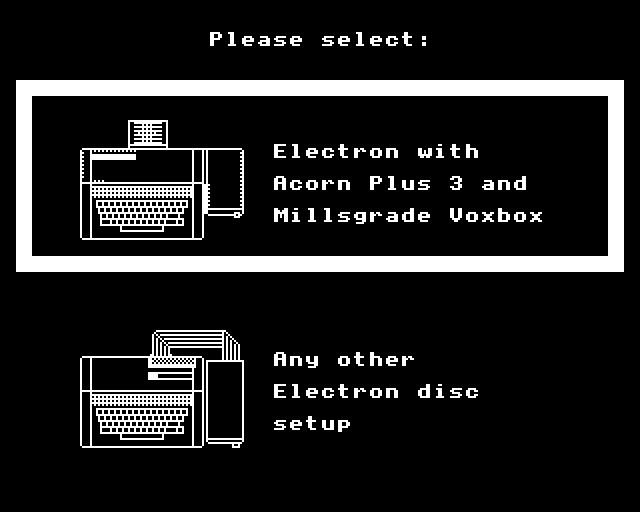 Please select:
Electron with
Acorn Plus 3 and
Millsgrade Voxbox
Any other
Electron disc
setup